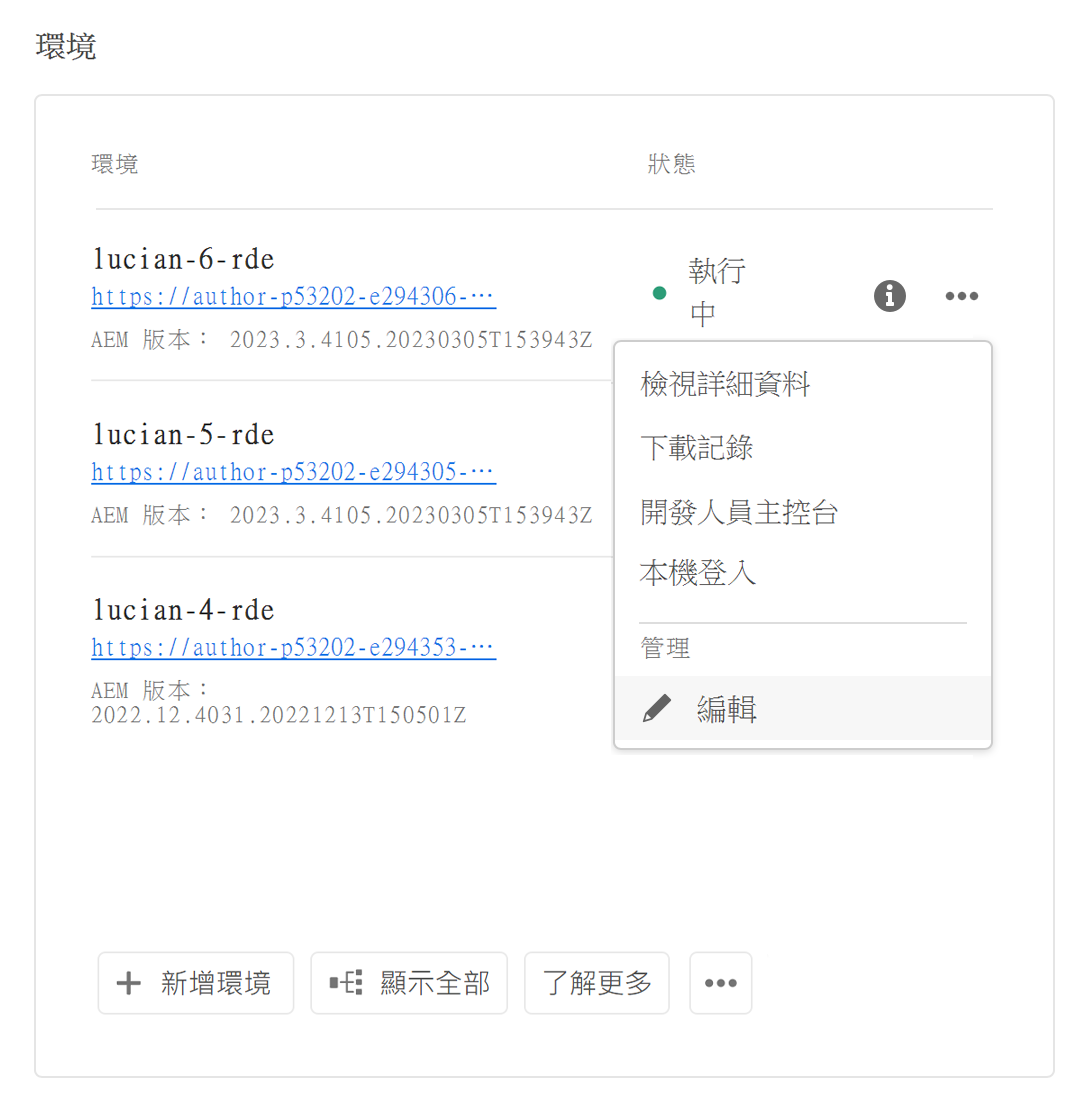 環境
環境 狀態
lucian-6-rde
https://author-p53202-e294306-…
AEM 版本： 2023.3.4105.20230305T153943Z
執行
中
lucian-5-rde
https://author-p53202-e294305-…
AEM 版本： 2023.3.4105.20230305T153943Z
lucian-4-rde
https://author-p53202-e294353-…
AEM 版本：
2022.12.4031.20221213T150501Z
檢視詳細資料
下載記錄
開發人員主控台
本機登入
管理
編輯
新增環境 顯示全部 了解更多